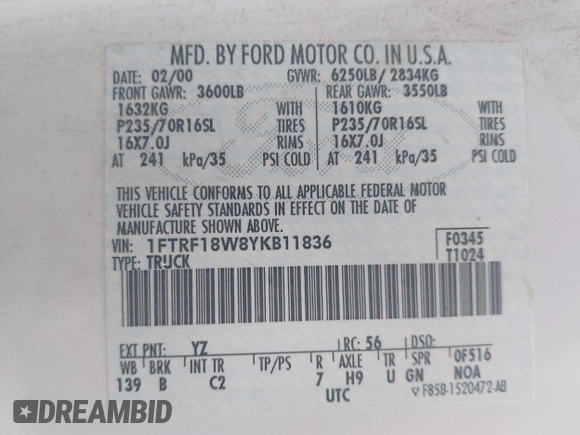 MFD. BY FORD MOTOR CO. IN U.S.A.
DATE: 02/00 GVWR: 6250LB/ 2834KG
FRONT GAWR: 3600LB REAR GAWR: 3550LB
1632KG WITH 1610KG WITH
P235/70R16SL TIRES P235/70R16SL TIRES
16X7.0J RIMS 16X7.0J RIMS
AT 241 kPa/35 PSI COLD AT 241 kPa/35 PSI COLD
THIS VEHICLE CONFORMS TO ALL APPLICABLE FEDERAL MOTOR
VEHICLE SAFETY STANDARDS IN EFFECT ON THE DATE OF
MANUFACTURE SHOWN ABOVE.
VIN: 1FTRF18W8YKB11836 F0345
TYPE: TRUCK T1024
EXT PNT: YZ RC: 56 DSO:
WB BRK INT TR TP/PS R AXLE TR SPR 0F516
139 B C2 7 H9 U GN NOA
UTC ▽ F85B-1520472-AB
DREAMBID